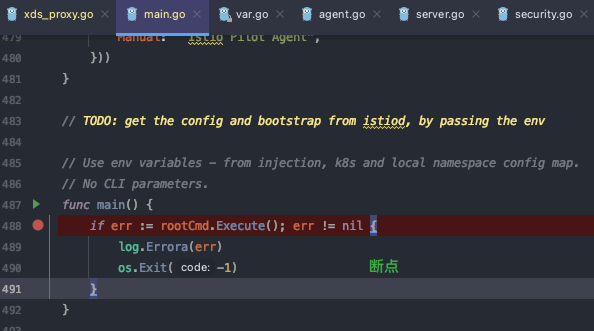 xds_proxy.go × main.go × var.go × agent.go × server.go × security.go ×
479 Manual: "Istio Pilot Agent",
480 }))
481 }
482
483 // TODO: get the config and bootstrap from istiod, by passing the env
484
485 // Use env variables – from injection, k8s and local namespace config map.
486 // No CLI parameters.
487 func main() {
488 if err := rootCmd.Execute(); err != nil {
489 log.Errora(err)
490 os.Exit( code: -1) 断点
491 }
492 }
493